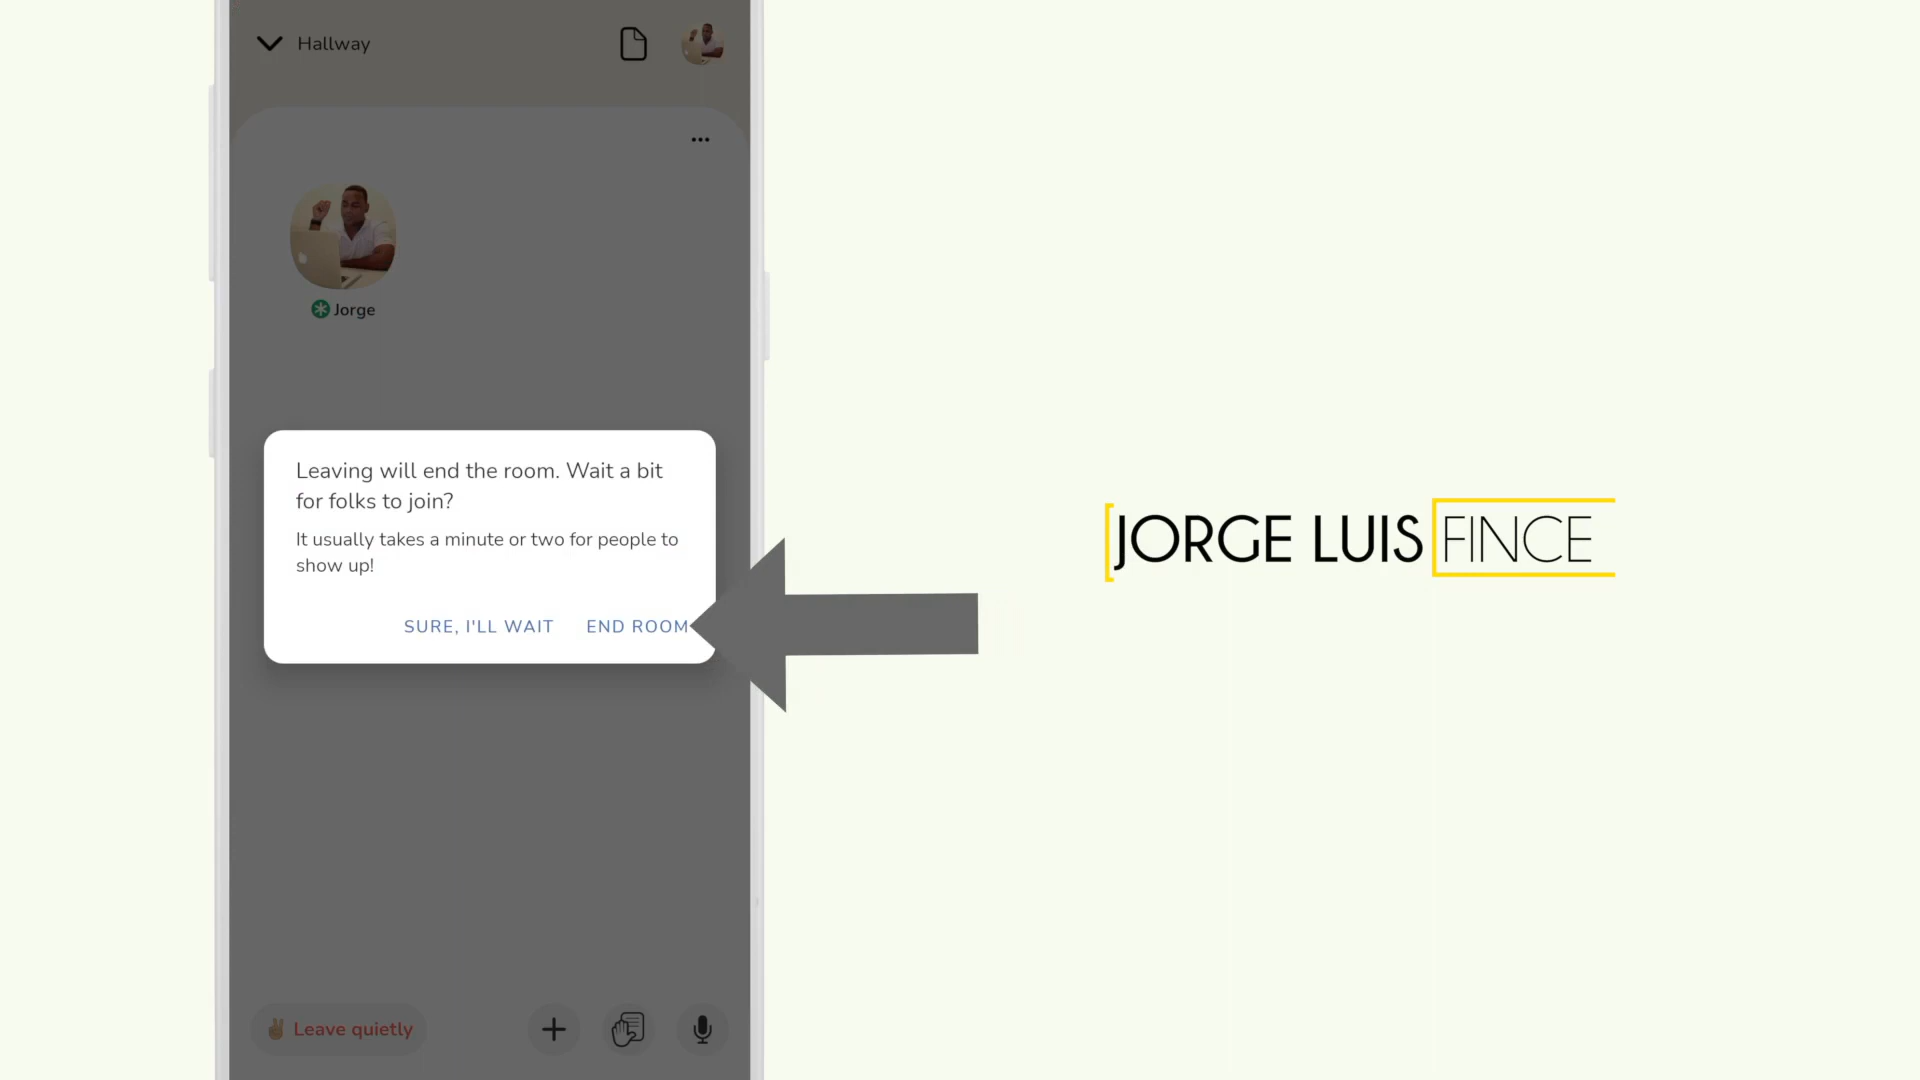 Hallway
Jorge
Leaving will end the room. Wait a bit
for folks to join?
It usually takes a minute or two for people to
show up!
SURE, I'LL WAIT END ROOM
Leave quietly
JORGE LUIS FINCE